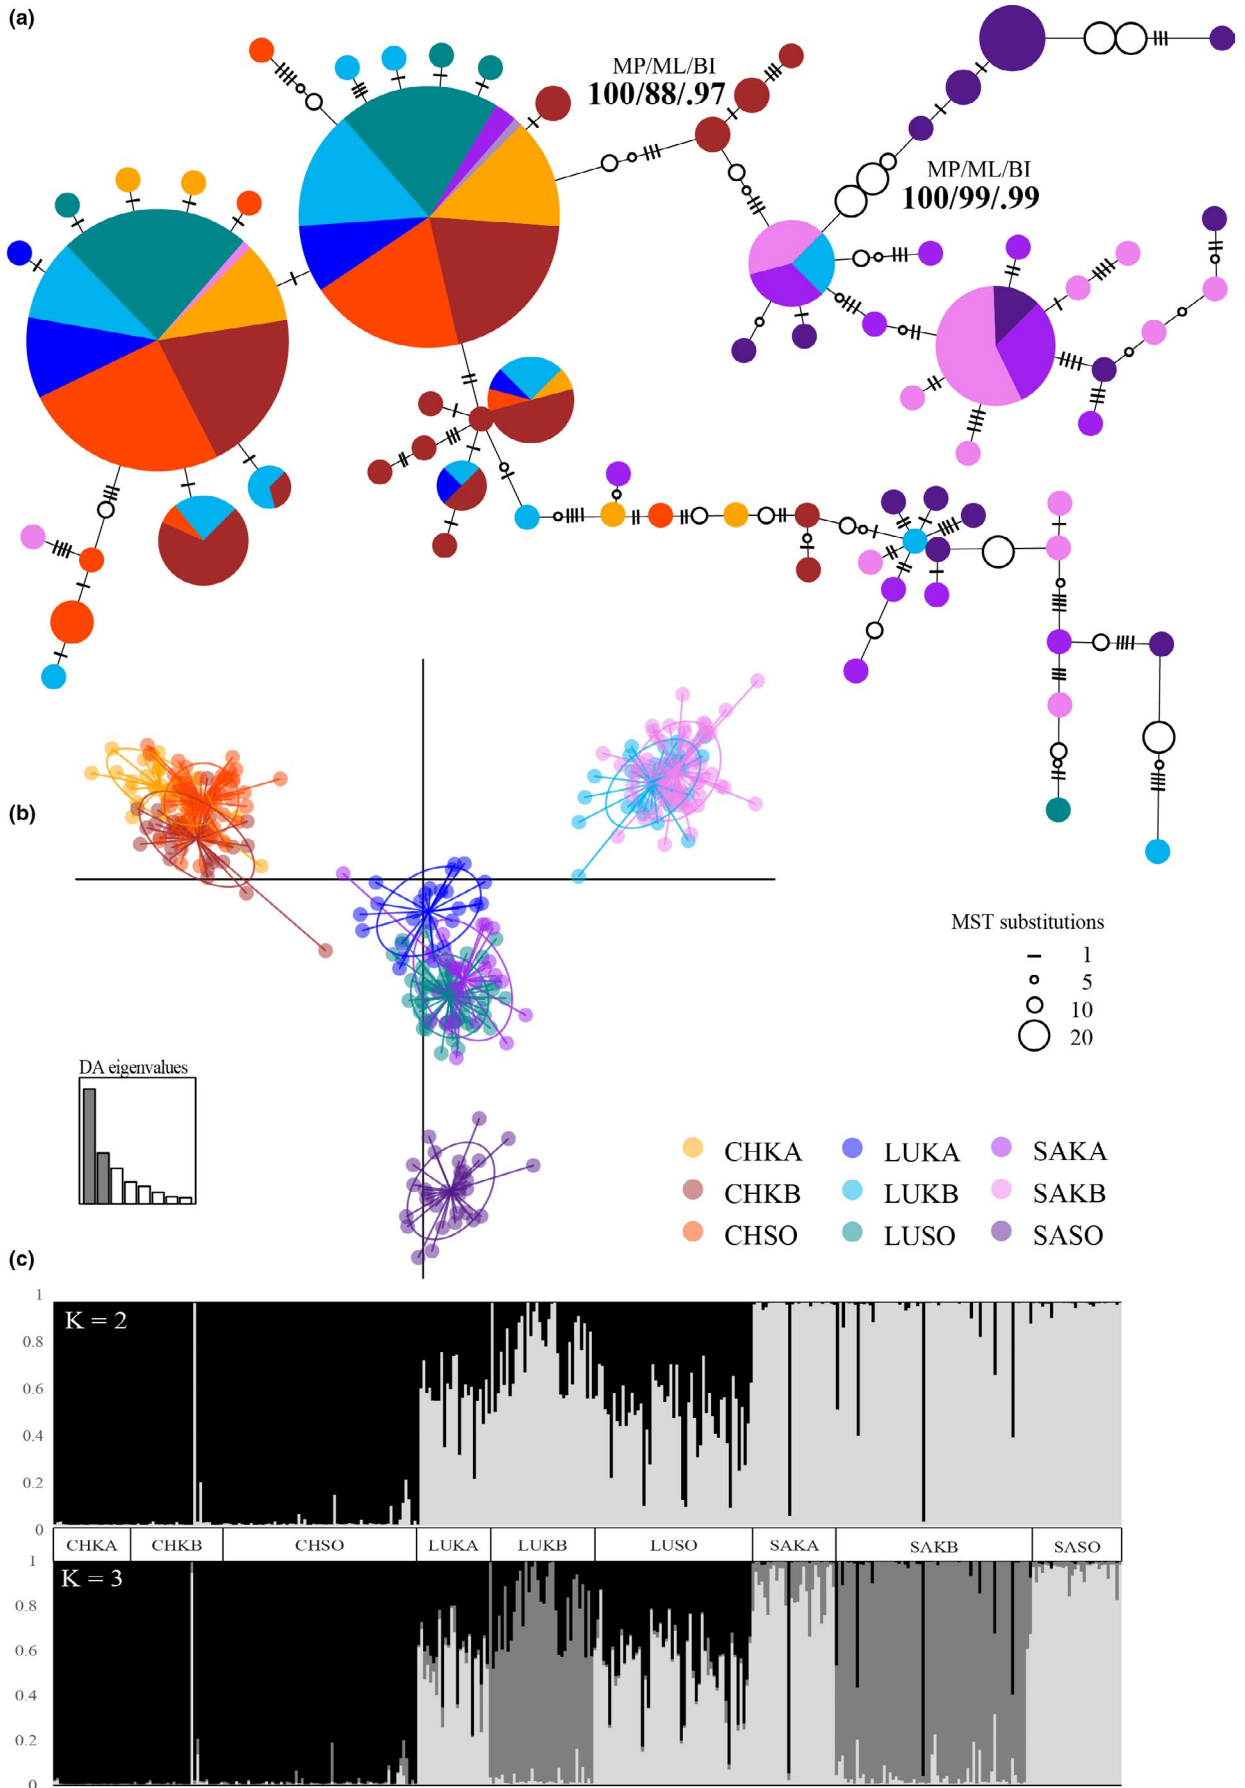 (a)
MP/ML/BI
100/88/.97
MP/ML/BI
100/99/.99
(b)
MST substitutions
1
5
10
20
DA eigenvalues
CHKA LUKA SAKA
CHKB LUKB SAKB
CHSO LUSO SASO
(c)
1
K = 2
0.8
0.6
0.4
0.2
0
CHKA CHKB CHSO LUKA LUKB LUSO SAKA SAKB SASO
1
K = 3
0.8
0.6
0.4
0.2
0